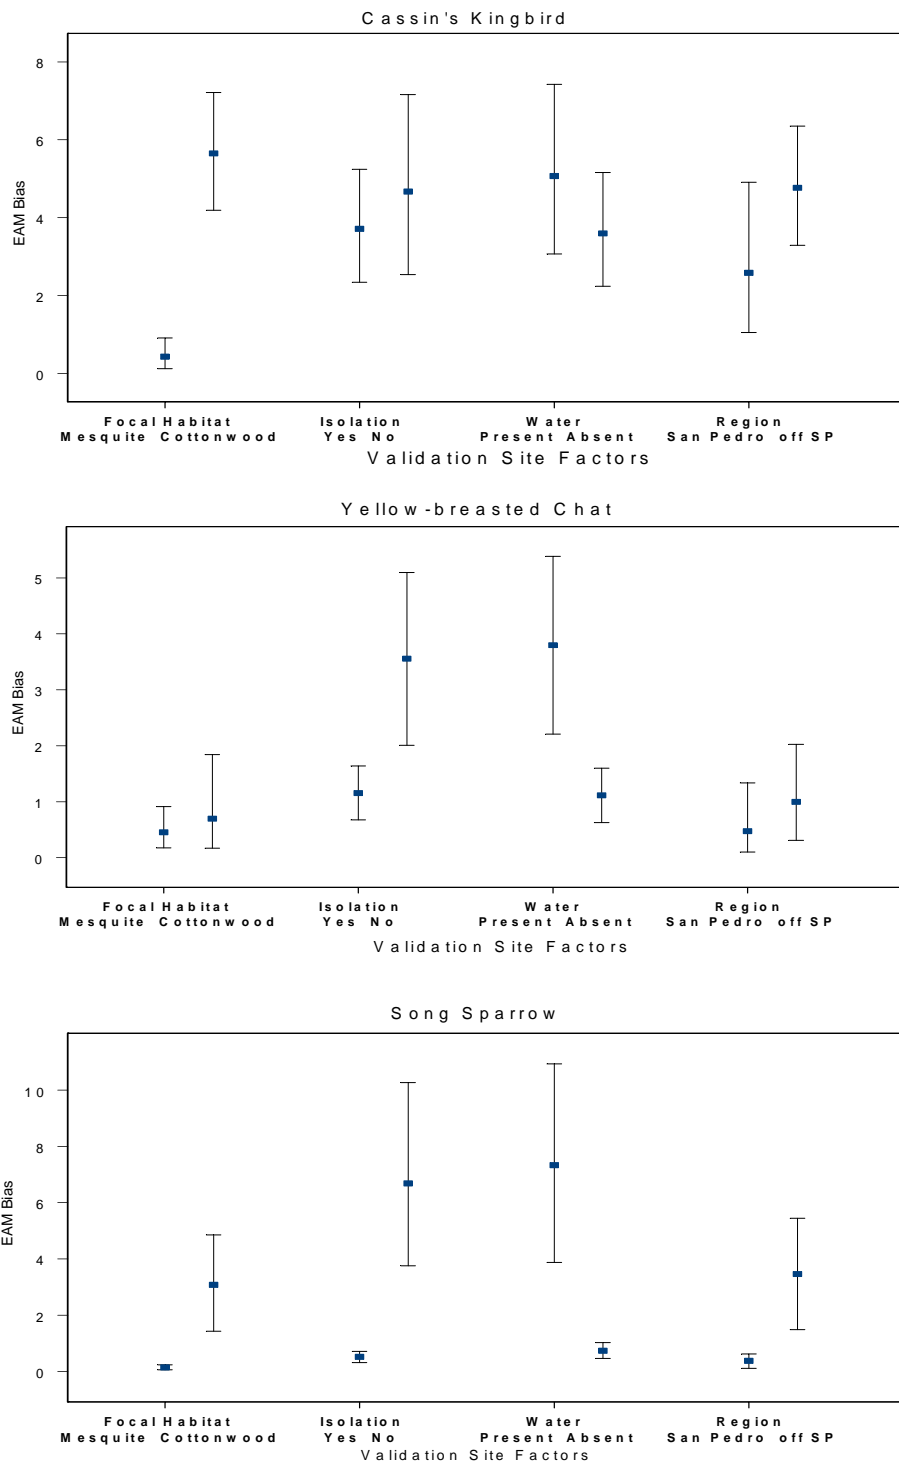 Cassin's Kingbird
8
6
4
2
0
EAM Bias
Focal Habitat Isolation Water Region
Mesquite Cottonwood Yes No Present Absent San Pedro off SP
Validation Site Factors
Yellow-breasted Chat
5
4
3
2
1
0
EAM Bias
Focal Habitat Isolation Water Region
Mesquite Cottonwood Yes No Present Absent San Pedro off SP
Validation Site Factors
Song Sparrow
10
8
6
4
2
0
EAM Bias
Focal Habitat Isolation Water Region
Mesquite Cottonwood Yes No Present Absent San Pedro off SP
Validation Site Factors